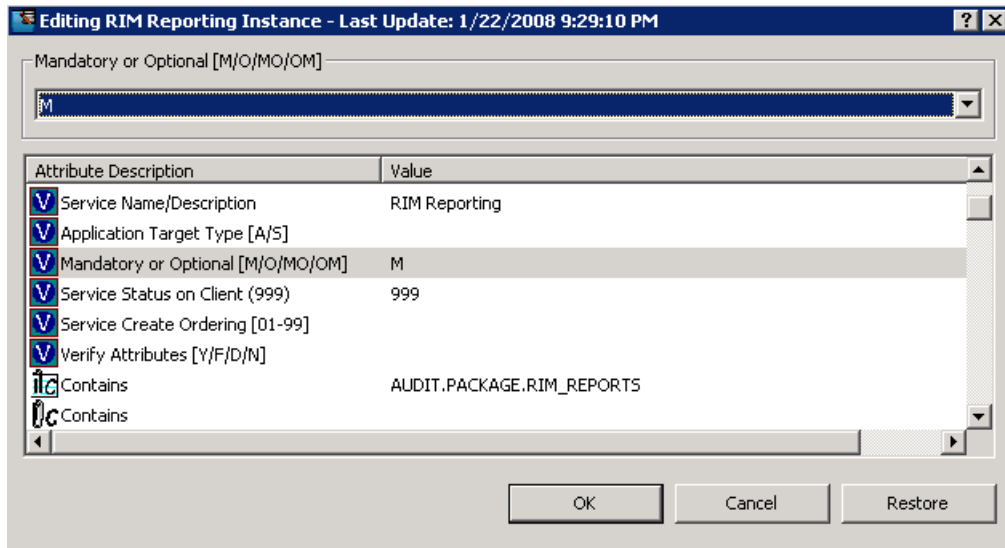 Editing RIM Reporting Instance - Last Update: 1/22/2008 9:29:10 PM
Mandatory or Optional [M/O/MO/OM]
M
Attribute Description Value
V Service Name/Description RIM Reporting
V Application Target Type [A/S]
V Mandatory or Optional [M/O/MO/OM] M
V Service Status on Client (999) 999
V Service Create Ordering [01-99]
V Verify Attributes [Y/F/D/N]
Contains AUDIT.PACKAGE.RIM_REPORTS
Contains
OK Cancel Restore